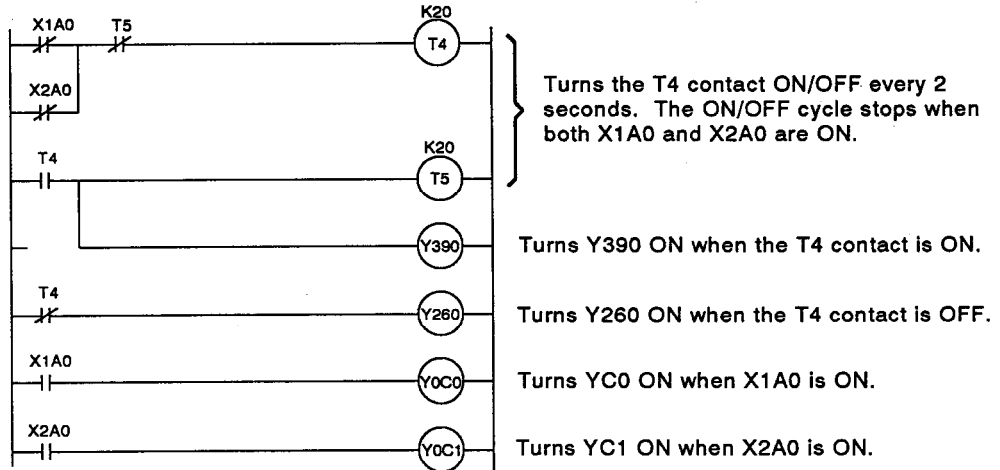 X1A0 T5 K20
T4
X2A0
Turns the T4 contact ON/OFF every 2
seconds. The ON/OFF cycle stops when
both X1A0 and X2A0 are ON.
T4 K20
T5
Y390 Turns Y390 ON when the T4 contact is ON.
T4
Y260 Turns Y260 ON when the T4 contact is OFF.
X1A0
Y0C0 Turns YC0 ON when X1A0 is ON.
X2A0
Y0C1 Turns YC1 ON when X2A0 is ON.